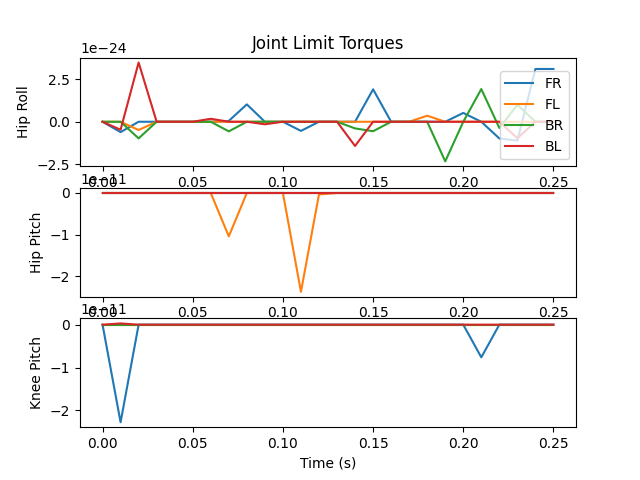 Joint Limit Torques
1e−24
Hip Roll
2.5
0.0
−2.5
FR
FL
BR
BL
0.00 0.05 0.10 0.15 0.20 0.25
1e−11
Hip Pitch
0
−1
−2
0.00 0.05 0.10 0.15 0.20 0.25
1e−11
Knee Pitch
0
−1
−2
0.00 0.05 0.10 0.15 0.20 0.25
Time (s)